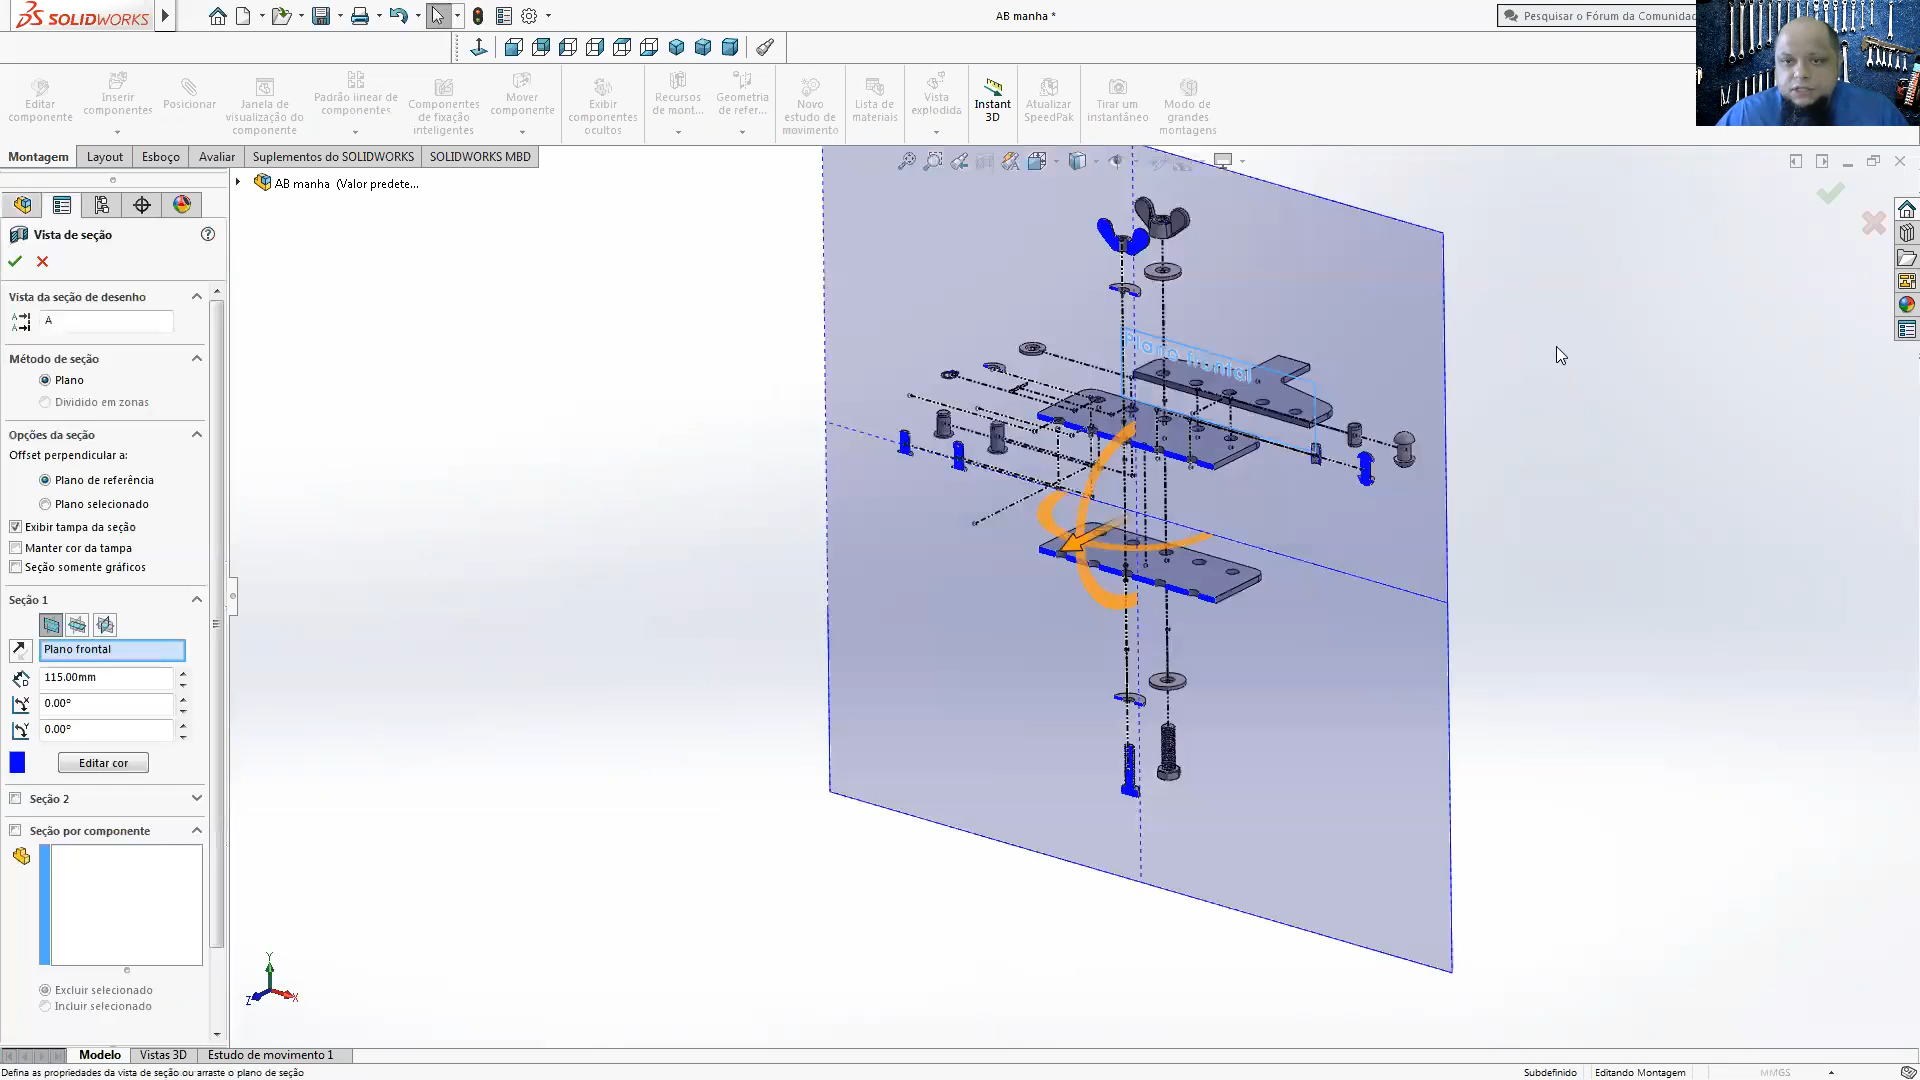 SOLIDWORKS
AB manha *
Pesquisar o Fórum da Comunidad
Editar componente
Inserir componentes
Posicionar
Janela de visualização do componente
Padrão linear de componentes
Componentes de fixação inteligentes
Mover componente
Exibir componentes ocultos
Recursos de mont...
Geometria de refer...
Novo estudo de movimento
Lista de materiais
Vista explodida
Instant 3D
Atualizar SpeedPak
Tirar um instantâneo
Modo de grandes montagens
Montagem Layout Esboço Avaliar Suplementos do SOLIDWORKS SOLIDWORKS MBD
AB manha (Valor predete...
Vista de seção
Vista da seção de desenho
A
Método de seção
Plano
Dividido em zonas
Opções da seção
Offset perpendicular a:
Plano de referência
Plano selecionado
Exibir tampa da seção
Manter cor da tampa
Seção somente gráficos
Seção 1
Plano frontal
115.00mm
0.00°
0.00°
Editar cor
Seção 2
Seção por componente
Excluir selecionado
Incluir selecionado
Plano frontal
Y
Z
X
Modelo Vistas 3D Estudo de movimento 1
Defina as propriedades da vista de seção ou arraste o plano de seção
Subdefinido Editando Montagem MMGS